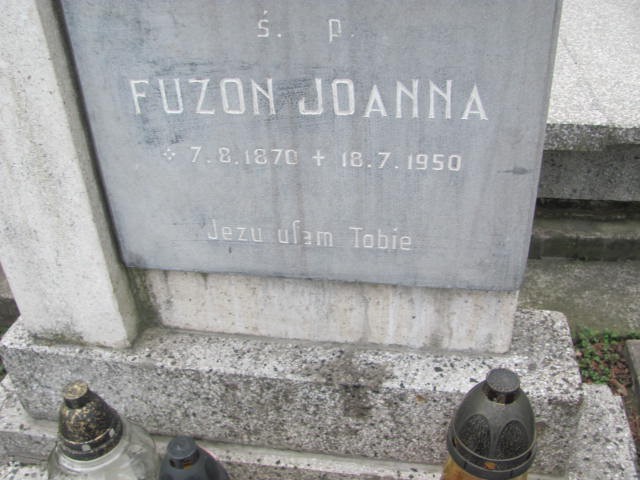 ś. p.
FUZON JOANNA
* 7.8.1870 + 18.7.1950
Jezu ufam Tobie